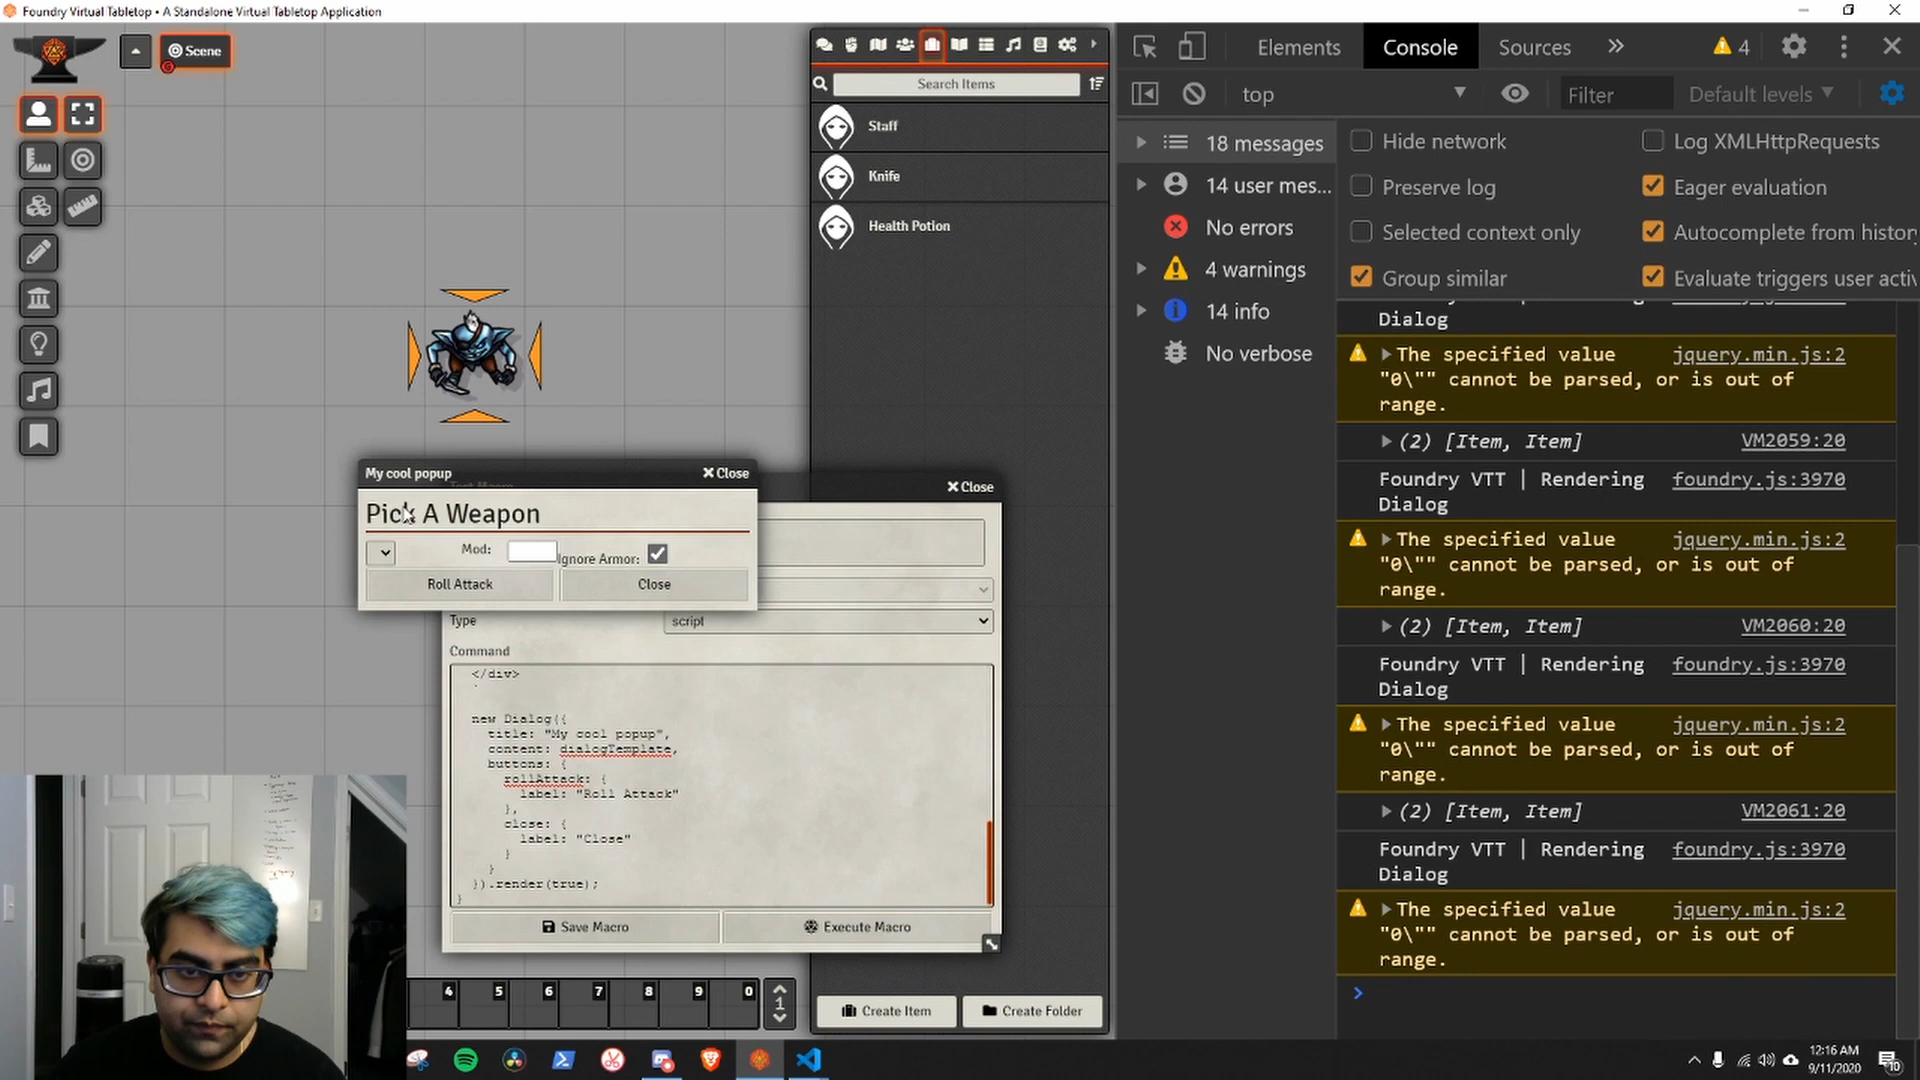 Foundry Virtual Tabletop • A Standalone Virtual Tabletop Application
Scene
Search Items
Staff
Knife
Health Potion
My cool popup
Close
Pick A Weapon
Mod:
Ignore Armor:
Roll Attack
Close
Close
Type
script
Command
</div>
`
new Dialog({
title: "My cool popup",
content: dialogTemplate,
buttons: {
rollAttack: {
label: "Roll Attack"
},
close: {
label: "Close"
}
}
}).render(true);
}
Save Macro
Execute Macro
4 5 6 7 8 9 0
1
Create Item
Create Folder
Elements
Console
Sources
4
top
Filter
Default levels
18 messages
14 user mes...
No errors
4 warnings
14 info
No verbose
Hide network
Log XMLHttpRequests
Preserve log
Eager evaluation
Selected context only
Autocomplete from history
Group similar
Evaluate triggers user activ
Dialog
The specified value jquery.min.js:2
"0\"" cannot be parsed, or is out of
range.
(2) [Item, Item] VM2059:20
Foundry VTT | Rendering foundry.js:3970
Dialog
The specified value jquery.min.js:2
"0\"" cannot be parsed, or is out of
range.
(2) [Item, Item] VM2060:20
Foundry VTT | Rendering foundry.js:3970
Dialog
The specified value jquery.min.js:2
"0\"" cannot be parsed, or is out of
range.
(2) [Item, Item] VM2061:20
Foundry VTT | Rendering foundry.js:3970
Dialog
The specified value jquery.min.js:2
"0\"" cannot be parsed, or is out of
range.
12:16 AM
9/11/2020
10